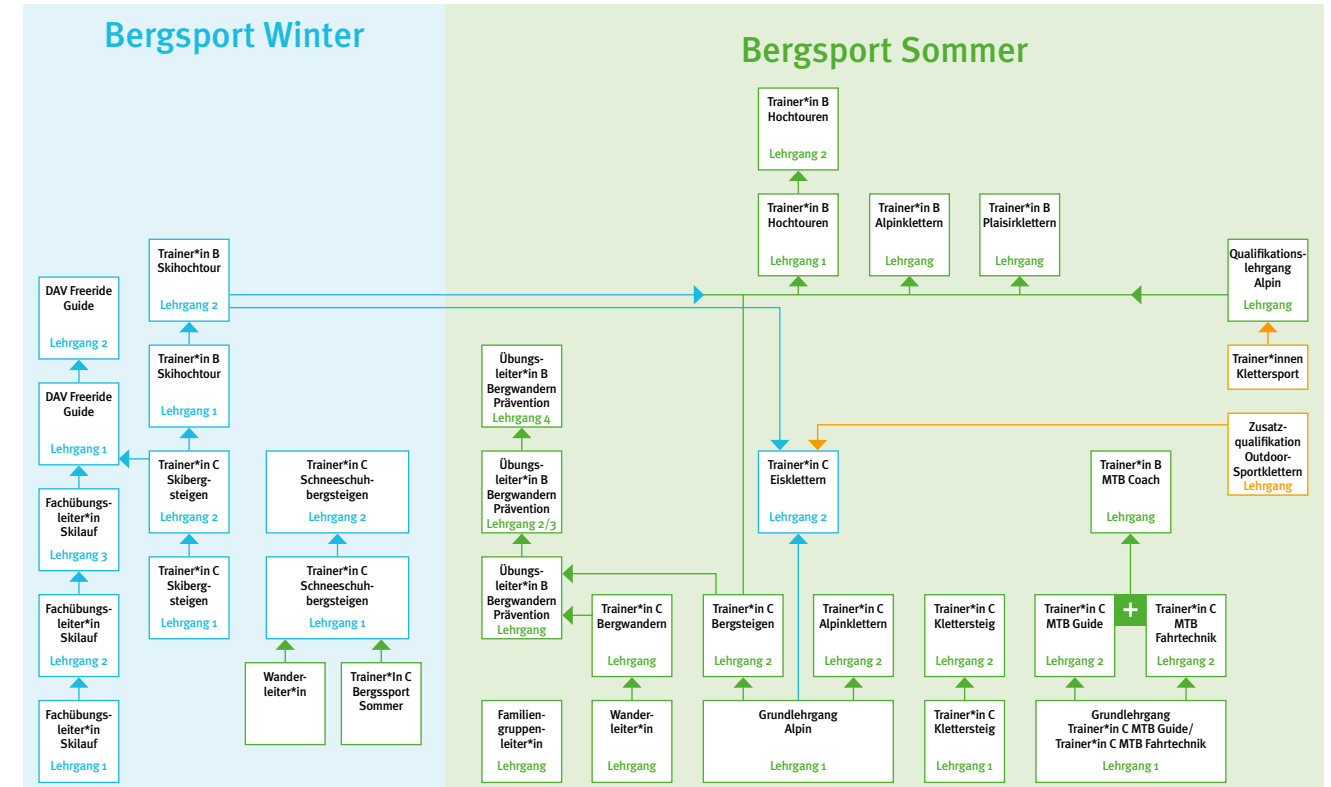 Bergsport Winter
Bergsport Sommer
Trainer*in B
Hochtouren
Lehrgang 2
Trainer*in B
Hochtouren
Lehrgang 1
Trainer*in B
Alpinklettern
Lehrgang
Trainer*in B
Plaisirklettern
Lehrgang
Qualifikations-
lehrgang
Alpin
Lehrgang
Trainer*innen
Klettersport
Zusatz-
qualifikation
Outdoor-
Sportklettern
Lehrgang
DAV Freeride
Guide
Lehrgang 2
DAV Freeride
Guide
Lehrgang 1
Fachübungs-
leiter*in
Skilauf
Lehrgang 3
Fachübungs-
leiter*in
Skilauf
Lehrgang 2
Fachübungs-
leiter*in
Skilauf
Lehrgang 1
Trainer*in B
Skihochtour
Lehrgang 2
Trainer*in B
Skihochtour
Lehrgang 1
Trainer*in C
Skiberg-
steigen
Lehrgang 2
Trainer*in C
Skiberg-
steigen
Lehrgang 1
Trainer*in C
Schneeschuh-
bergsteigen
Lehrgang 2
Trainer*in C
Schneeschuh-
bergsteigen
Lehrgang 1
Wander-
leiter*in
Trainer*In C
Bergssport
Sommer
Übungs-
leiter*in B
Bergwandern
Prävention
Lehrgang 4
Übungs-
leiter*in B
Bergwandern
Prävention
Lehrgang 2/3
Übungs-
leiter*in B
Bergwandern
Prävention
Lehrgang
Familien-
gruppen-
leiter*in
Lehrgang
Trainer*in C
Bergwandern
Lehrgang
Wander-
leiter*in
Lehrgang
Trainer*in C
Bergsteigen
Lehrgang 2
Trainer*in C
Alpinklettern
Lehrgang 2
Grundlehrgang
Alpin
Lehrgang 1
Trainer*in C
Eisklettern
Lehrgang 2
Trainer*in C
Klettersteig
Lehrgang 2
Trainer*in C
Klettersteig
Lehrgang 1
Trainer*in B
MTB Coach
Lehrgang
Trainer*in C
MTB Guide
Lehrgang 2
+
Trainer*in C
MTB
Fahrtechnik
Lehrgang 2
Grundlehrgang
Trainer*in C MTB Guide/
Trainer*in C MTB Fahrtechnik
Lehrgang 1